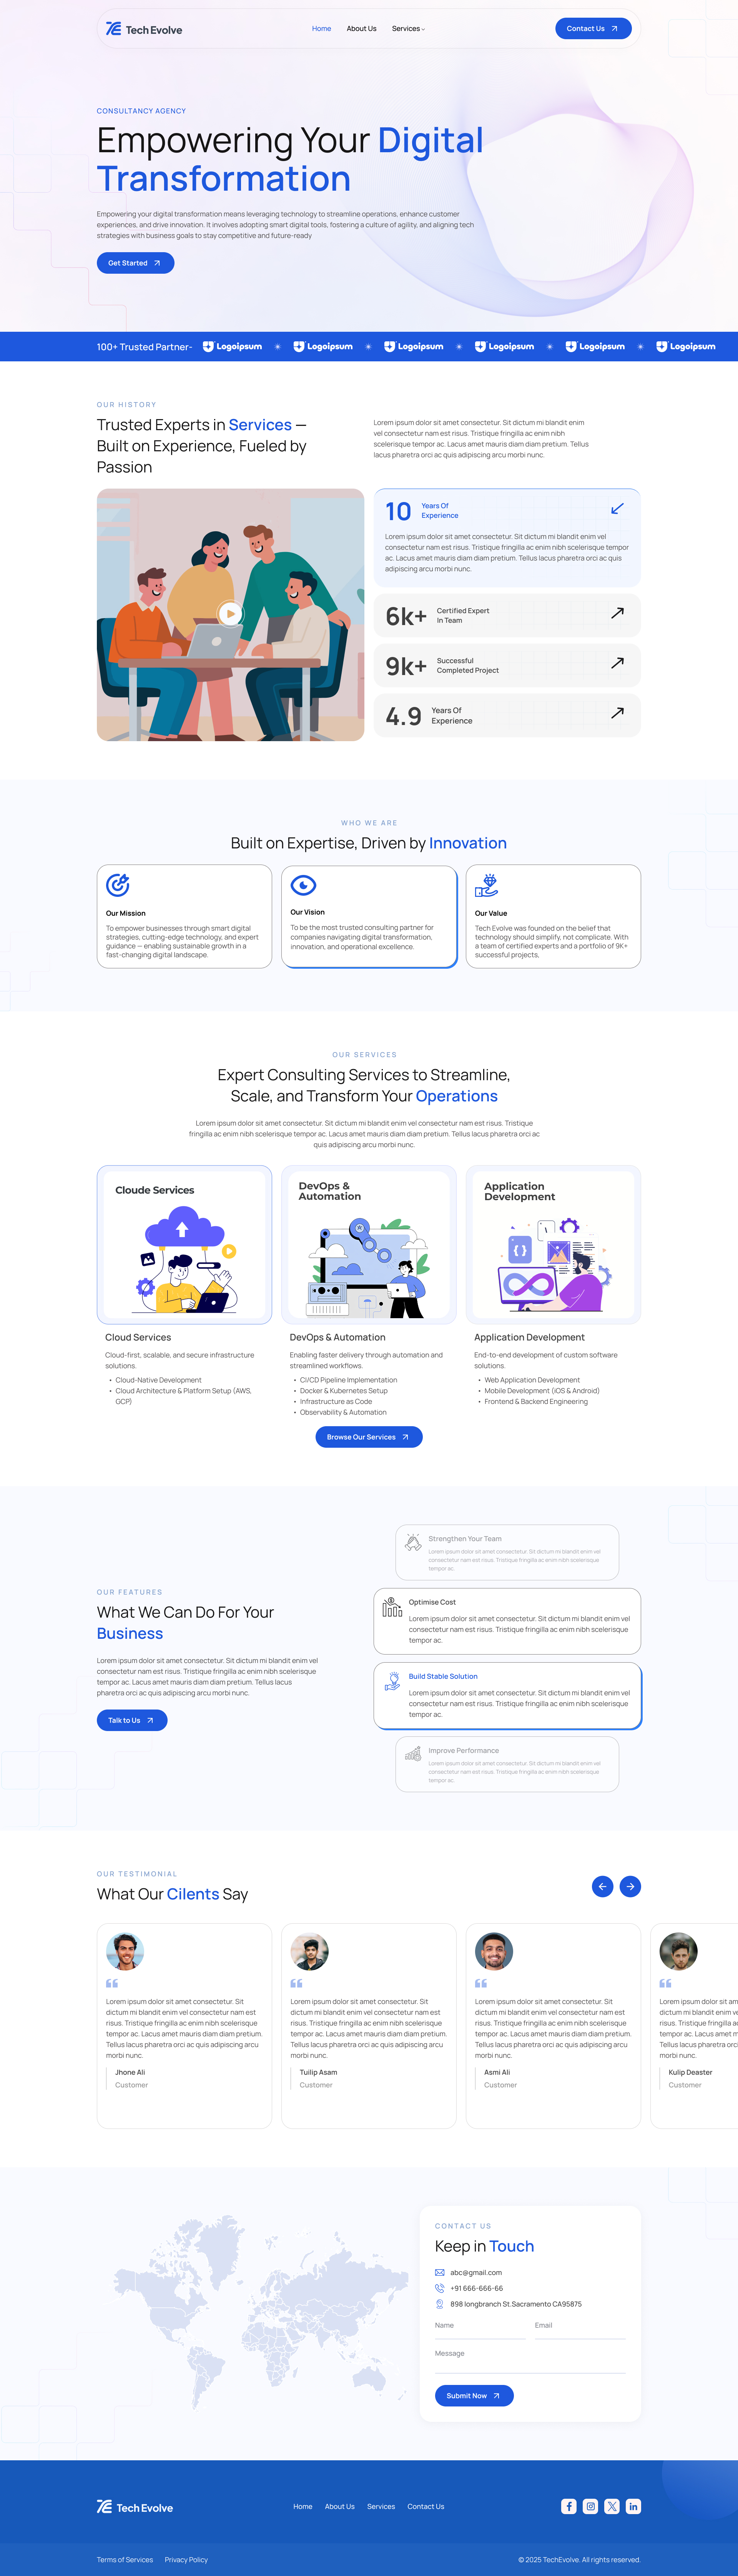 Tech Evolve
Home
About Us
Services
Contact Us
CONSULTANCY AGENCY
Empowering Your Digital
Transformation
Empowering your digital transformation means leveraging technology to streamline operations, enhance customer
experiences, and drive innovation. It involves adopting smart digital tools, fostering a culture of agility, and aligning tech
strategies with business goals to stay competitive and future-ready
Get Started
100+ Trusted Partner-
Logoipsum
Logoipsum
Logoipsum
Logoipsum
Logoipsum
Logoipsum
OUR HISTORY
Trusted Experts in Services —
Built on Experience, Fueled by
Passion
Lorem ipsum dolor sit amet consectetur. Sit dictum mi blandit enim
vel consectetur nam est risus. Tristique fringilla ac enim nibh
scelerisque tempor ac. Lacus amet mauris diam diam pretium. Tellus
lacus pharetra orci ac quis adipiscing arcu morbi nunc.
10
Years Of
Experience
Lorem ipsum dolor sit amet consectetur. Sit dictum mi blandit enim vel
consectetur nam est risus. Tristique fringilla ac enim nibh scelerisque tempor
ac. Lacus amet mauris diam diam pretium. Tellus lacus pharetra orci ac quis
adipiscing arcu morbi nunc.
6k+
Certified Expert
In Team
9k+
Successful
Completed Project
4.9
Years Of
Experience
WHO WE ARE
Built on Expertise, Driven by Innovation
Our Mission
To empower businesses through smart digital
strategies, cutting-edge technology, and expert
guidance — enabling sustainable growth in a
fast-changing digital landscape.
Our Vision
To be the most trusted consulting partner for
companies navigating digital transformation,
innovation, and operational excellence.
Our Value
Tech Evolve was founded on the belief that
technology should simplify, not complicate. With
a team of certified experts and a portfolio of 9K+
successful projects,
OUR SERVICES
Expert Consulting Services to Streamline,
Scale, and Transform Your Operations
Lorem ipsum dolor sit amet consectetur. Sit dictum mi blandit enim vel consectetur nam est risus. Tristique
fringilla ac enim nibh scelerisque tempor ac. Lacus amet mauris diam diam pretium. Tellus lacus pharetra orci ac
quis adipiscing arcu morbi nunc.
Cloude Services
DevOps &
Automation
Application
Development
Cloud Services
Cloud-first, scalable, and secure infrastructure
solutions.
• Cloud-Native Development
• Cloud Architecture & Platform Setup (AWS,
GCP)
DevOps & Automation
Enabling faster delivery through automation and
streamlined workflows.
• CI/CD Pipeline Implementation
• Docker & Kubernetes Setup
• Infrastructure as Code
• Observability & Automation
Application Development
End-to-end development of custom software
solutions.
• Web Application Development
• Mobile Development (iOS & Android)
• Frontend & Backend Engineering
Browse Our Services
OUR FEATURES
What We Can Do For Your
Business
Lorem ipsum dolor sit amet consectetur. Sit dictum mi blandit enim vel
consectetur nam est risus. Tristique fringilla ac enim nibh scelerisque
tempor ac. Lacus amet mauris diam diam pretium. Tellus lacus
pharetra orci ac quis adipiscing arcu morbi nunc.
Talk to Us
Strengthen Your Team
Lorem ipsum dolor sit amet consectetur. Sit dictum mi blandit enim vel
consectetur nam est risus. Tristique fringilla ac enim nibh scelerisque
tempor ac.
Optimise Cost
Lorem ipsum dolor sit amet consectetur. Sit dictum mi blandit enim vel
consectetur nam est risus. Tristique fringilla ac enim nibh scelerisque
tempor ac.
Build Stable Solution
Lorem ipsum dolor sit amet consectetur. Sit dictum mi blandit enim vel
consectetur nam est risus. Tristique fringilla ac enim nibh scelerisque
tempor ac.
Improve Performance
Lorem ipsum dolor sit amet consectetur. Sit dictum mi blandit enim vel
consectetur nam est risus. Tristique fringilla ac enim nibh scelerisque
tempor ac.
OUR TESTIMONIAL
What Our Cilents Say
Lorem ipsum dolor sit amet consectetur. Sit
dictum mi blandit enim vel consectetur nam est
risus. Tristique fringilla ac enim nibh scelerisque
tempor ac. Lacus amet mauris diam diam pretium.
Tellus lacus pharetra orci ac quis adipiscing arcu
morbi nunc.
Jhone Ali
Customer
Lorem ipsum dolor sit amet consectetur. Sit
dictum mi blandit enim vel consectetur nam est
risus. Tristique fringilla ac enim nibh scelerisque
tempor ac. Lacus amet mauris diam diam pretium.
Tellus lacus pharetra orci ac quis adipiscing arcu
morbi nunc.
Tuilip Asam
Customer
Lorem ipsum dolor sit amet consectetur. Sit
dictum mi blandit enim vel consectetur nam est
risus. Tristique fringilla ac enim nibh scelerisque
tempor ac. Lacus amet mauris diam diam pretium.
Tellus lacus pharetra orci ac quis adipiscing arcu
morbi nunc.
Asmi Ali
Customer
Lorem ipsum dolor sit am
dictum mi blandit enim v
risus. Tristique fringilla a
tempor ac. Lacus amet m
Tellus lacus pharetra orc
morbi nunc.
Kulip Deaster
Customer
CONTACT US
Keep in Touch
abc@gmail.com
+91 666-666-66
898 longbranch St.Sacramento CA95875
Name
Email
Message
Submit Now
Tech Evolve
Home
About Us
Services
Contact Us
Terms of Services
Privacy Policy
© 2025 TechEvolve. All rights reserved.